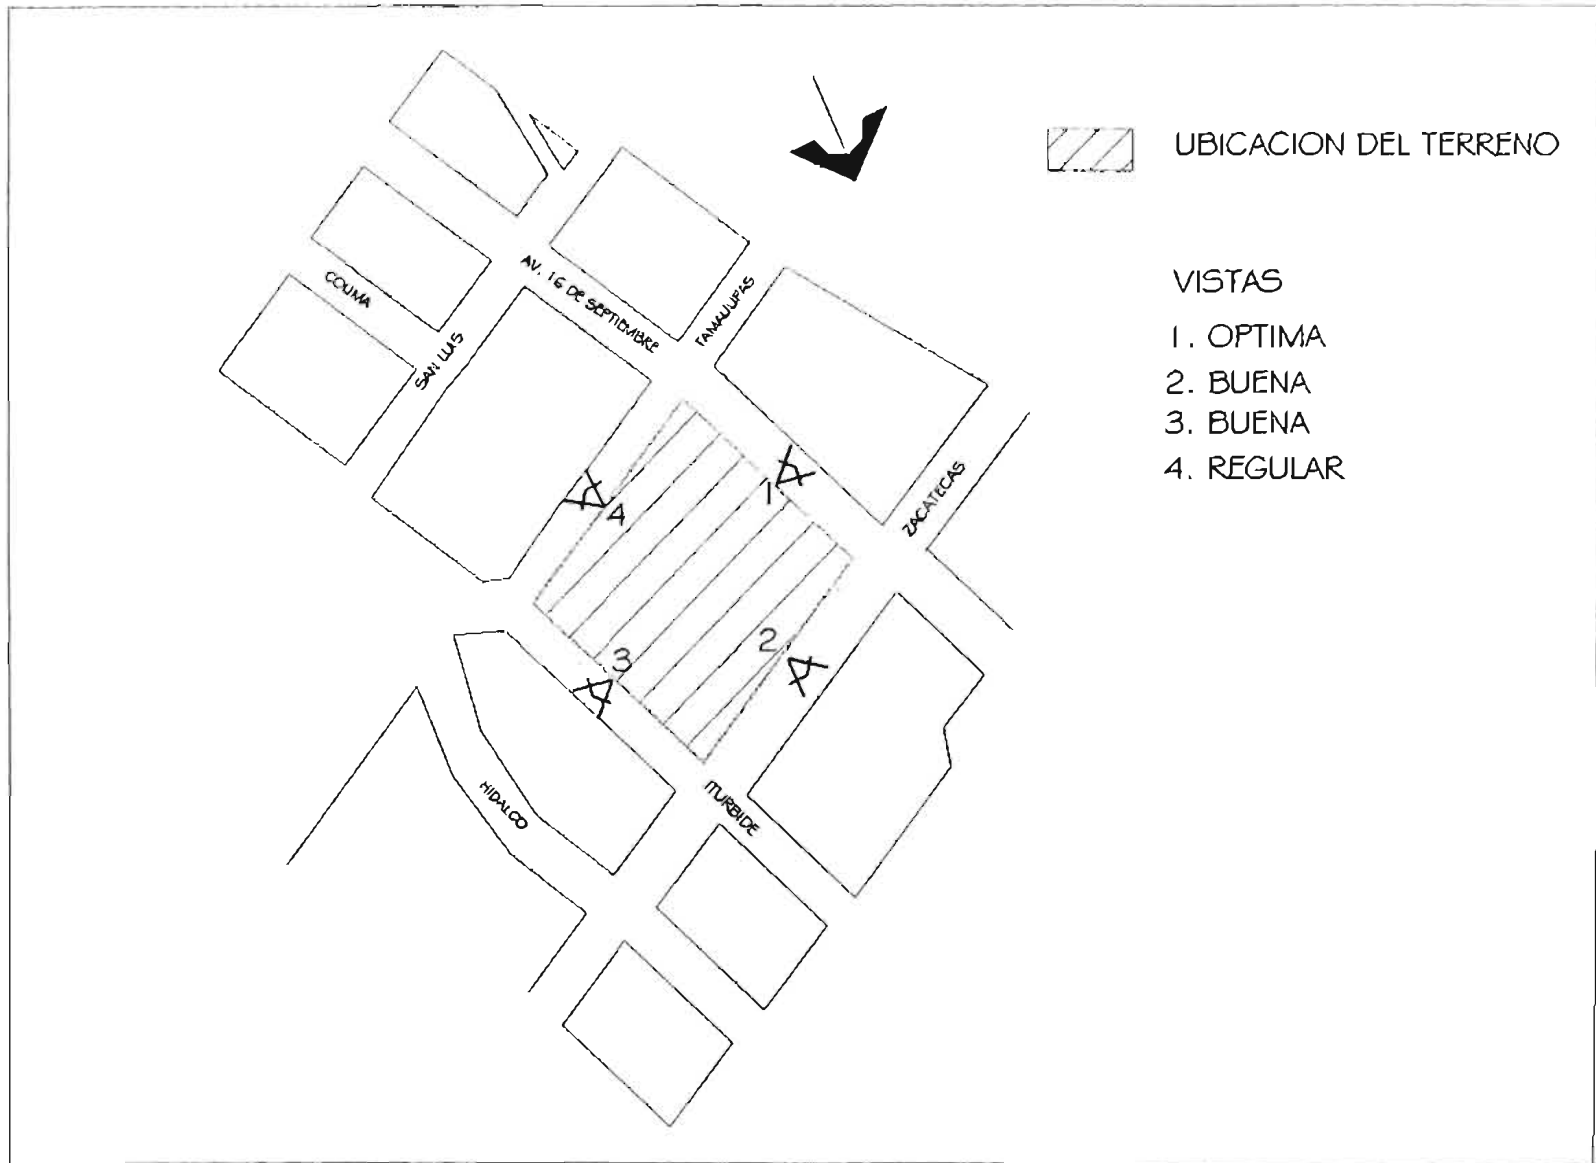 UBICACION DEL TERRENO
VISTAS
1. OPTIMA
2. BUENA
3. BUENA
4. REGULAR
COLIMA
SAN LUIS
AV. 16 DE SEPTIEMBRE
TAMAULIPAS
ZACATECAS
1
4
2
3
ITURBIDE
HIDALGO